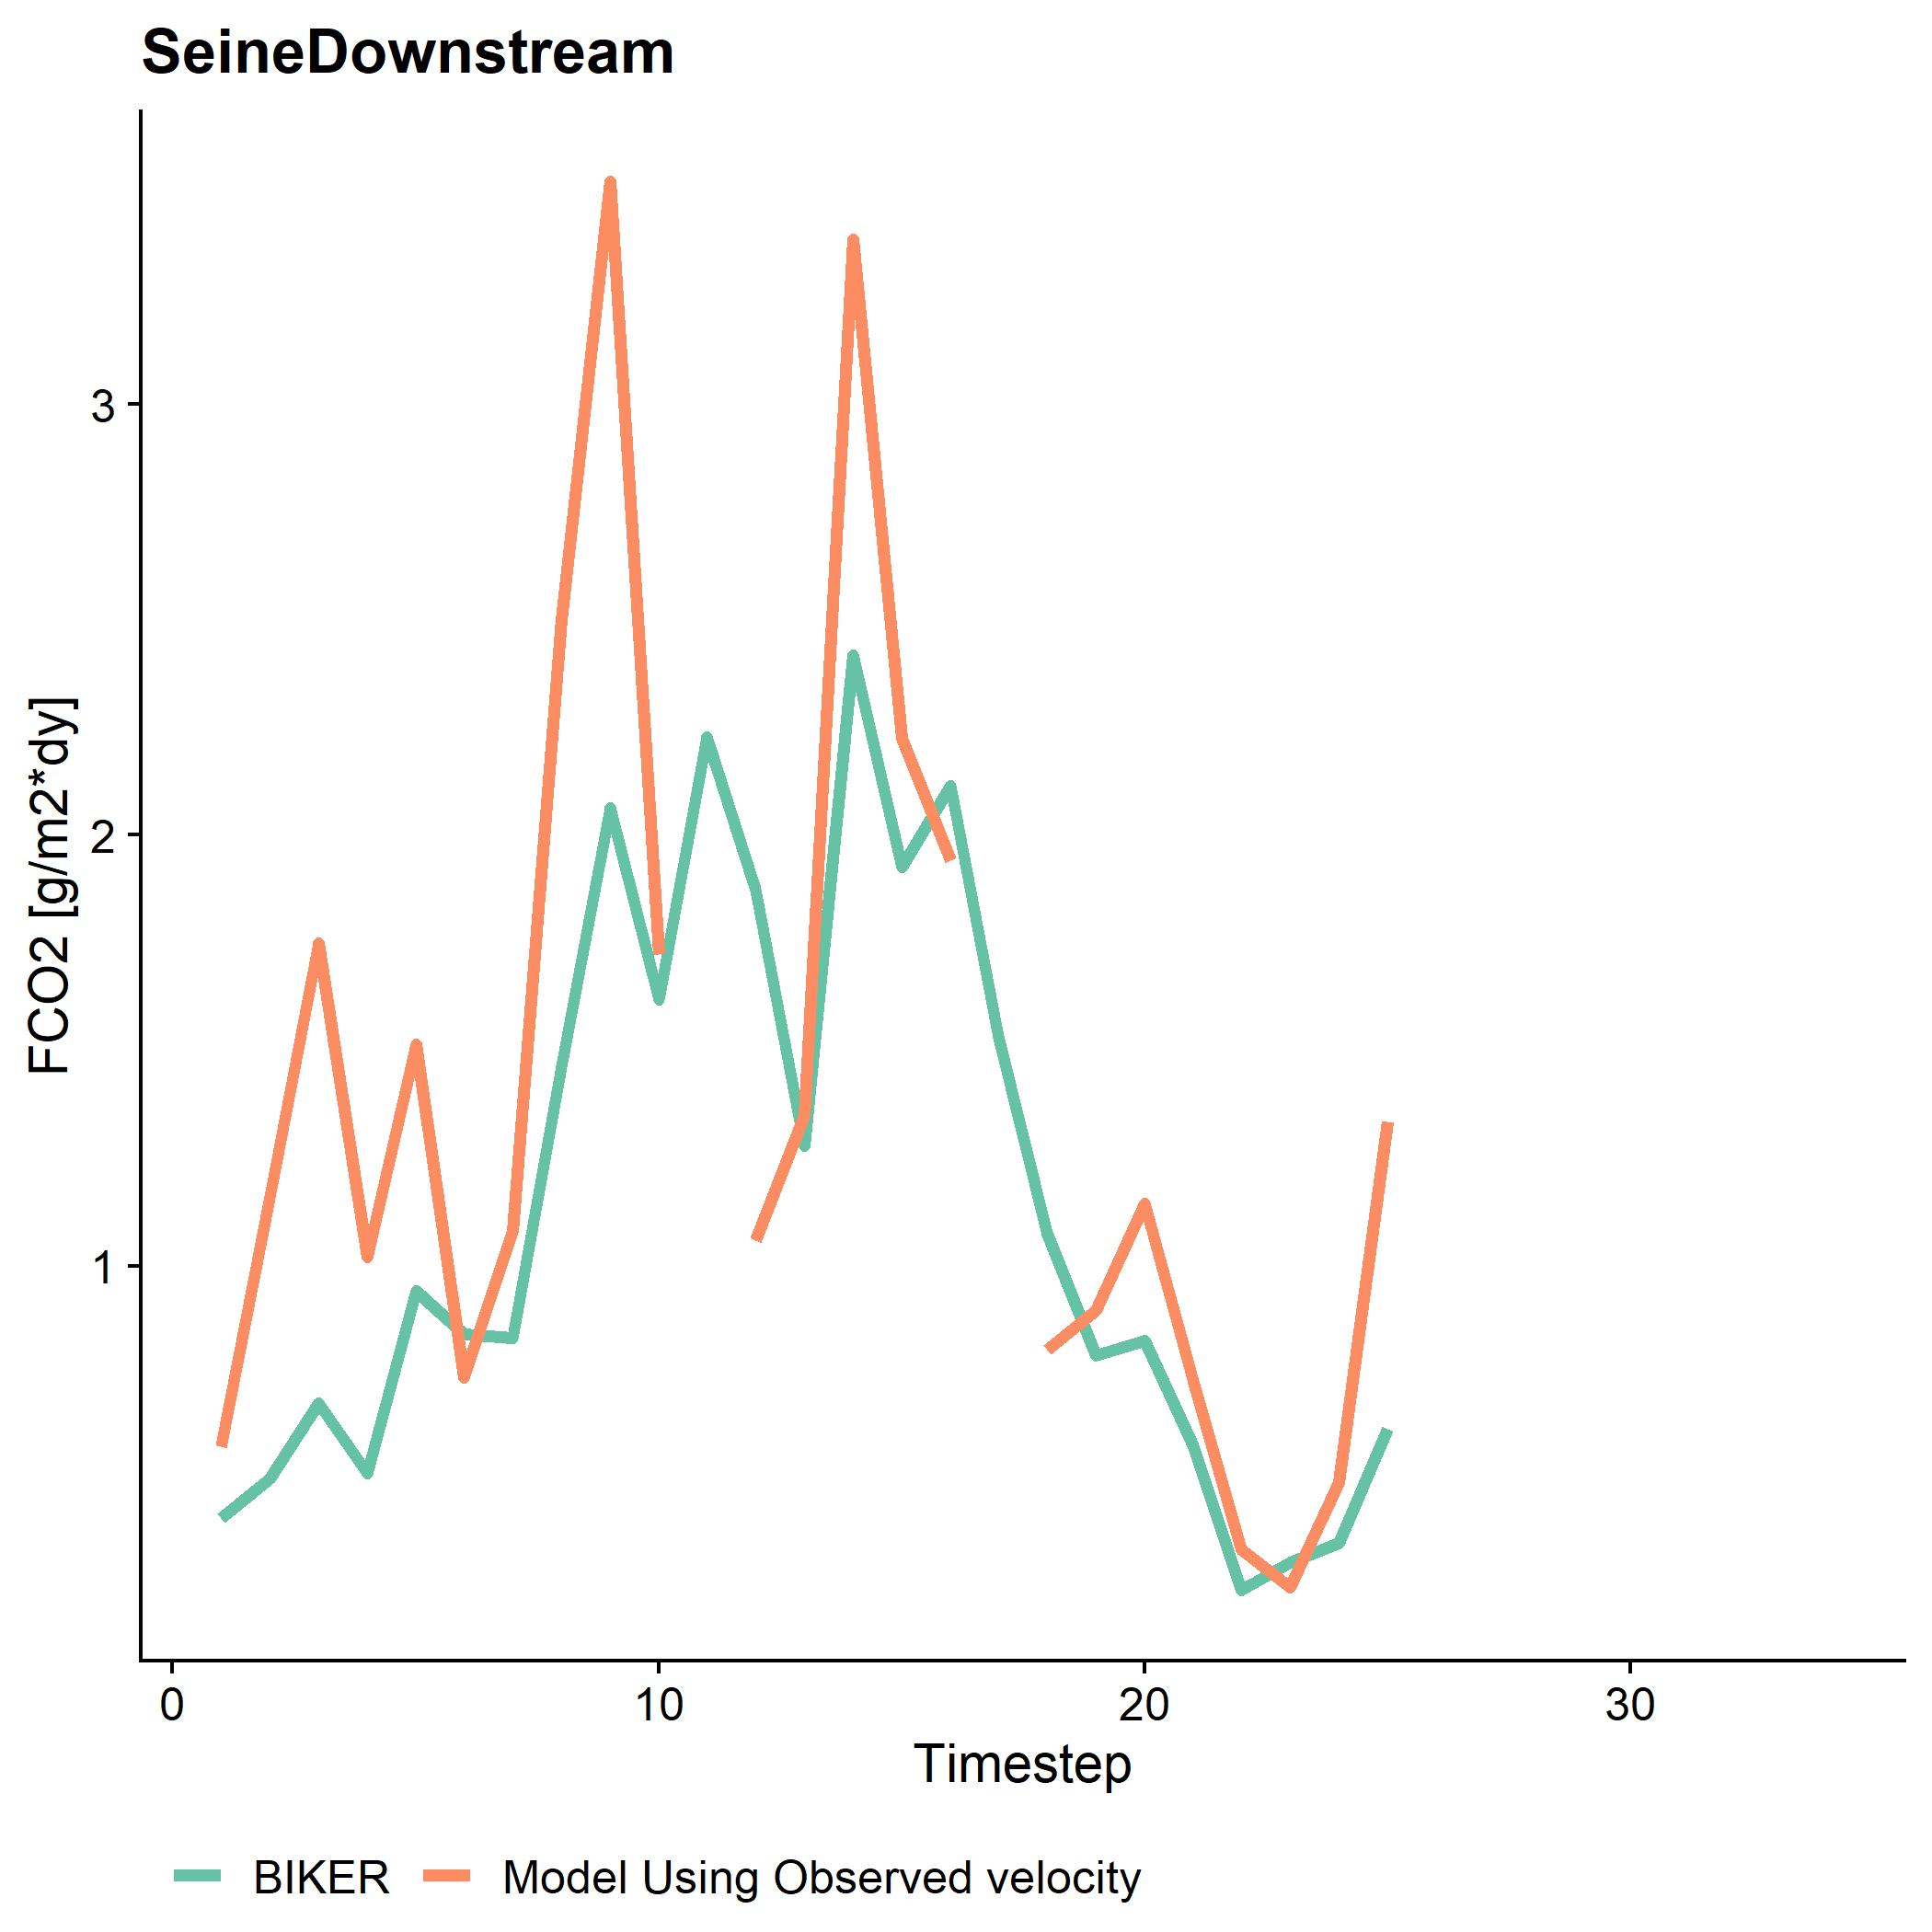 SeineDownstream
FCO2 [g/m2*dy]
3
2
1
0 10 20 30
Timestep
BIKER Model Using Observed velocity